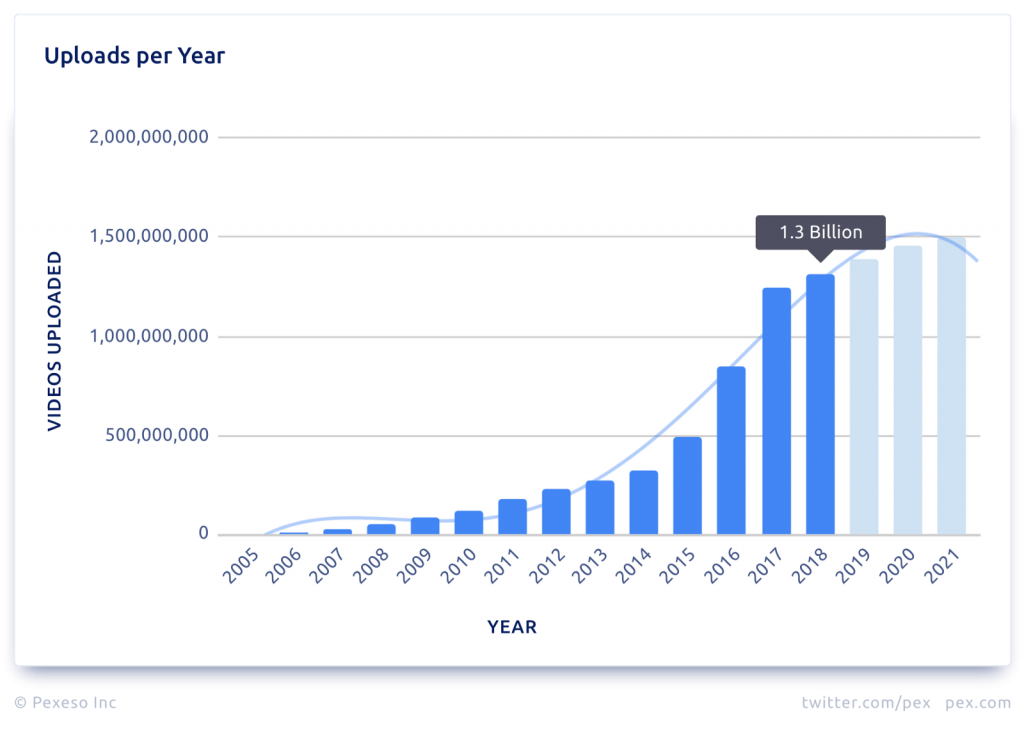 Uploads per Year
2,000,000,000
1,500,000,000
1,000,000,000
500,000,000
0
VIDEOS UPLOADED
1.3 Billion
2005 2006 2007 2008 2009 2010 2011 2012 2013 2014 2015 2016 2017 2018 2019 2020 2021
YEAR
© Pexeso Inc
twitter.com/pex pex.com